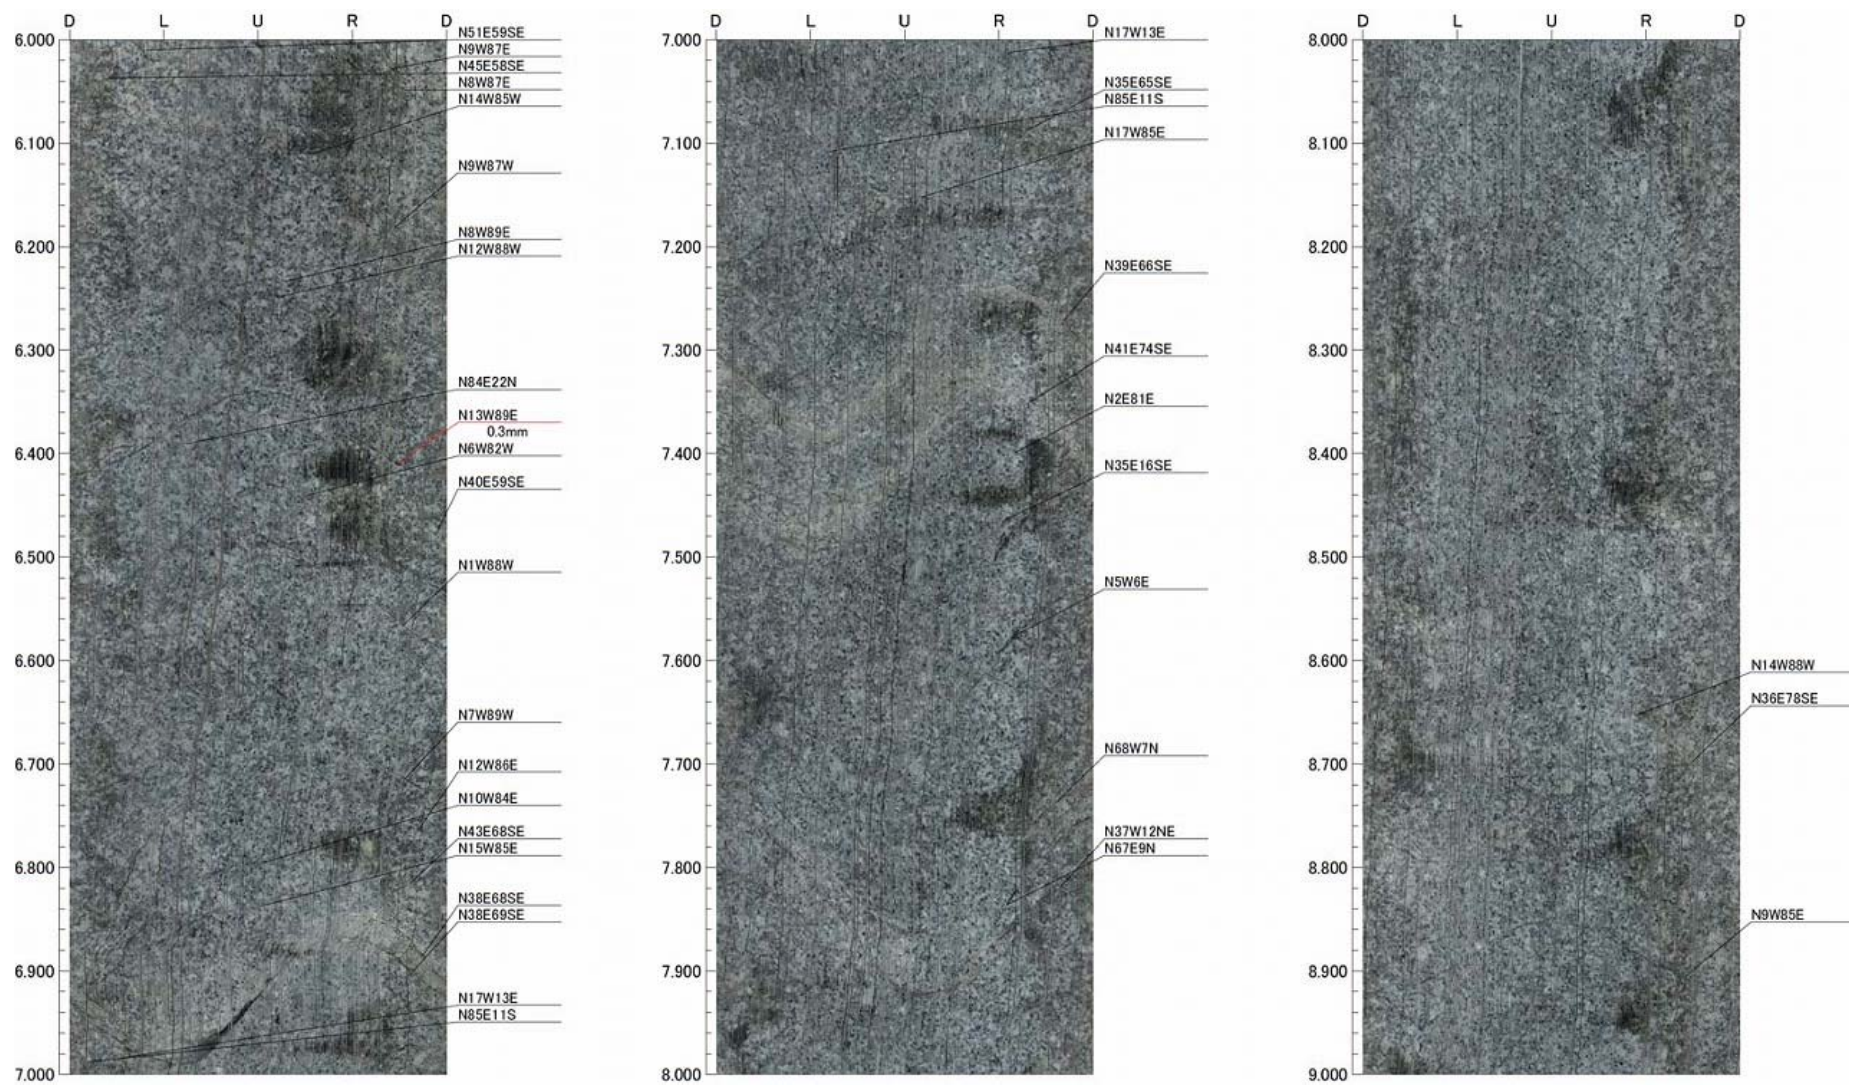 D L U R D
6.000
6.100
6.200
6.300
6.400
6.500
6.600
6.700
6.800
6.900
7.000
N51E59SE
N9W87E
N45E58SE
N8W87E
N14W85W
N9W87W
N8W89E
N12W88W
N84E22N
N13W89E
0.3mm
N6W82W
N40E59SE
N1W88W
N7W89W
N12W86E
N10W84E
N43E68SE
N15W85E
N38E68SE
N38E69SE
N17W13E
N85E11S
D L U R D
7.000
7.100
7.200
7.300
7.400
7.500
7.600
7.700
7.800
7.900
8.000
N17W13E
N35E65SE
N85E11S
N17W85E
N39E66SE
N41E74SE
N2E81E
N35E16SE
N5W6E
N68W7N
N37W12NE
N67E9N
D L U R D
8.000
8.100
8.200
8.300
8.400
8.500
8.600
8.700
8.800
8.900
9.000
N14W88W
N36E78SE
N9W85E